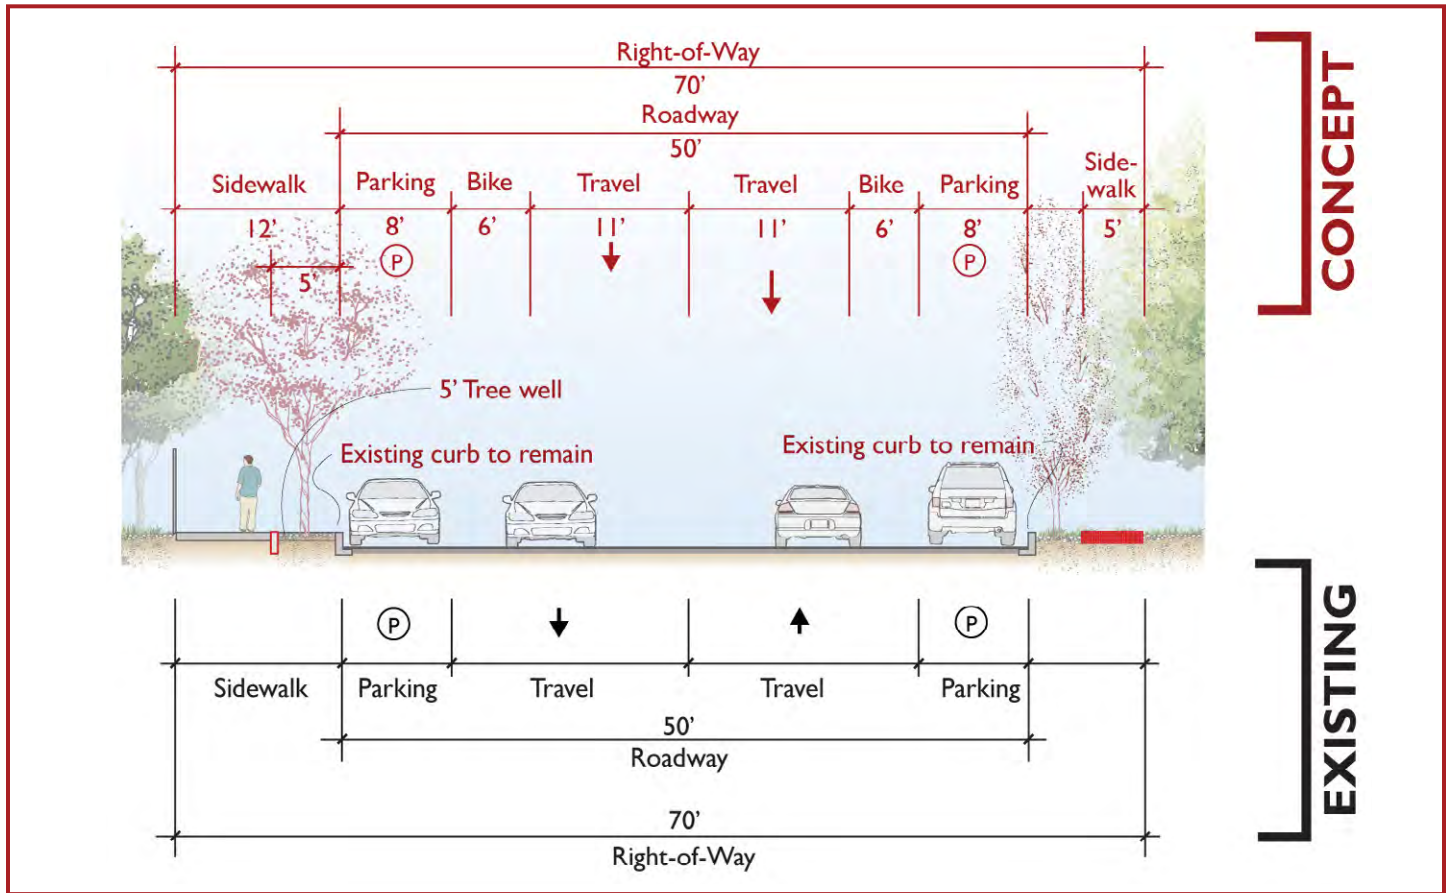 Right-of-Way
70’
Roadway
50’
Sidewalk
Parking
Bike
Travel
Travel
Bike
Parking
Side-
walk
12’
8’
6’
11’
11’
6’
8’
5’
P
P
5’
5’ Tree well
Existing curb to remain
Existing curb to remain
CONCEPT
P
P
Sidewalk
Parking
Travel
Travel
Parking
50’
Roadway
70’
Right-of-Way
EXISTING